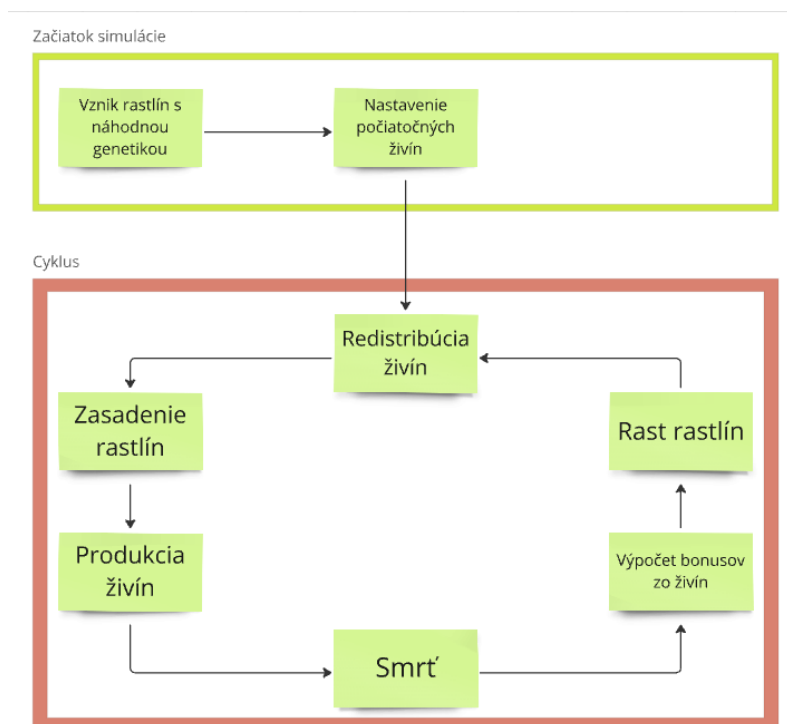 Začiatok simulácie
Vznik rastlín s
náhodnou
genetikou
Nastavenie
počiatočných
živín
Cyklus
Redistribúcia
živín
Zasadenie
rastlín
Rast rastlín
Produkcia
živín
Výpočet bonusov
zo živín
Smrť